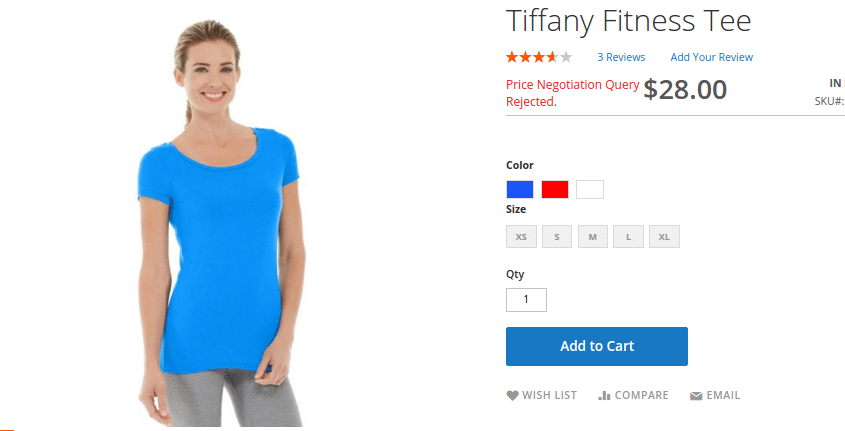 Tiffany Fitness Tee
3 Reviews Add Your Review
Price Negotiation Query
Rejected.
$28.00
IN
SKU#:
Color
Size
XS S M L XL
Qty
1
Add to Cart
WISH LIST COMPARE EMAIL